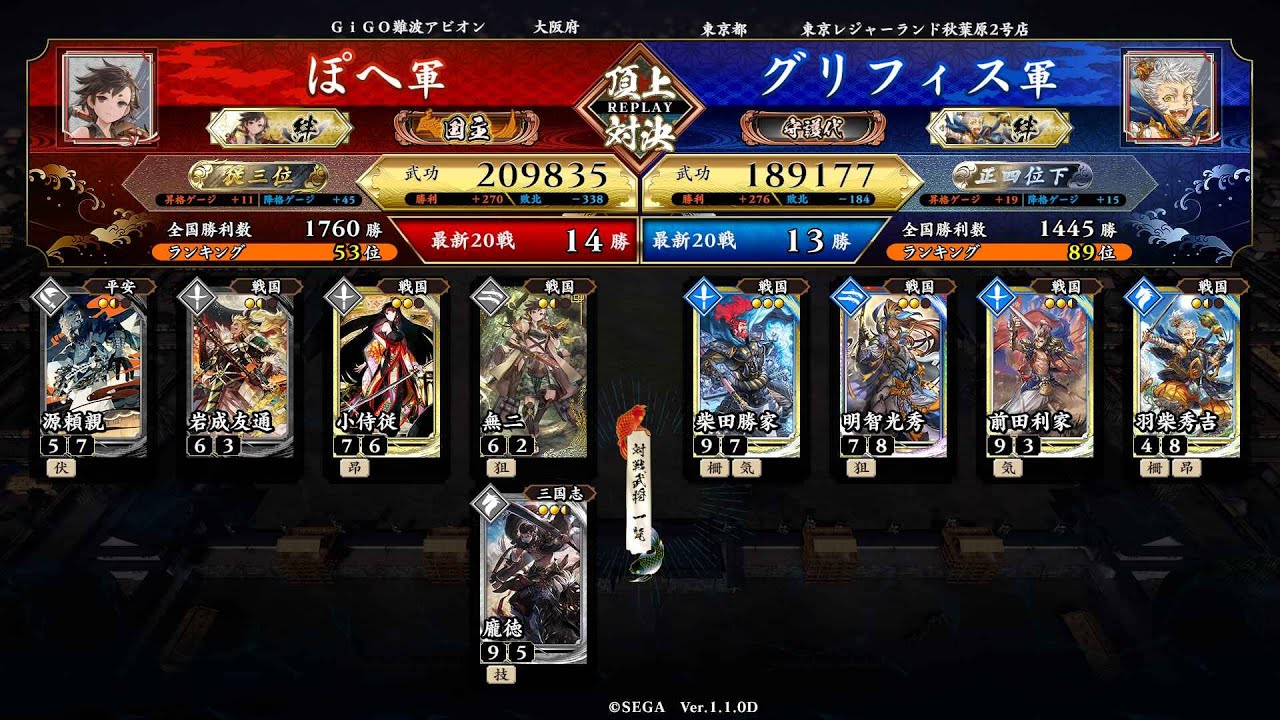 GiGO難波アビオン 大阪府
東京都 東京レジャーランド秋葉原2号店
ぽへ軍
頂上
REPLAY
対決
グリフィス軍
絆
国主
守護代
絆
従三位
武功 209835
武功 189177
正四位下
昇格ゲージ +11 降格ゲージ +45
勝利 +270 敗北 -338
勝利 +276 敗北 -184
昇格ゲージ +19 降格ゲージ +15
全国勝利数 1760勝
最新20戦 14勝
最新20戦 13勝
全国勝利数 1445勝
ランキング 53位
ランキング 89位
平安
戦国
戦国
戦国
戦国
戦国
戦国
戦国
源頼親
岩成友通
小侍従
無二
柴田勝家
明智光秀
前田利家
羽柴秀吉
5 7
6 3
7 6
6 2
9 7
7 8
9 3
4 8
伏
昂
狙
柵 気
狙
気
柵 昂
対戦武将一覧
三国志
龐徳
9 5
技
©SEGA Ver.1.1.0D